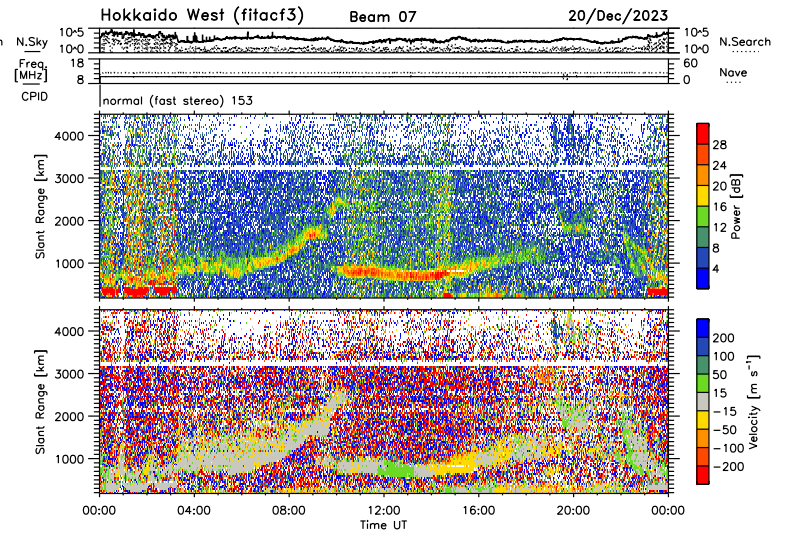 Hokkaido West (fitacf3) Beam 07 20/Dec/2023
N.Sky 10^5 10^5 N.Search
10^0 10^0
Freq. 18 60 Nave
[MHz] 8 0
CPID normal (fast stereo) 153
Slant Range [km]
4000
3000
2000
1000
Power [dB]
28
24
20
16
12
8
4
Slant Range [km]
4000
3000
2000
1000
Velocity [m s⁻¹]
200
100
50
15
-15
-50
-100
-200
00:00 04:00 08:00 12:00 16:00 20:00 00:00
Time UT